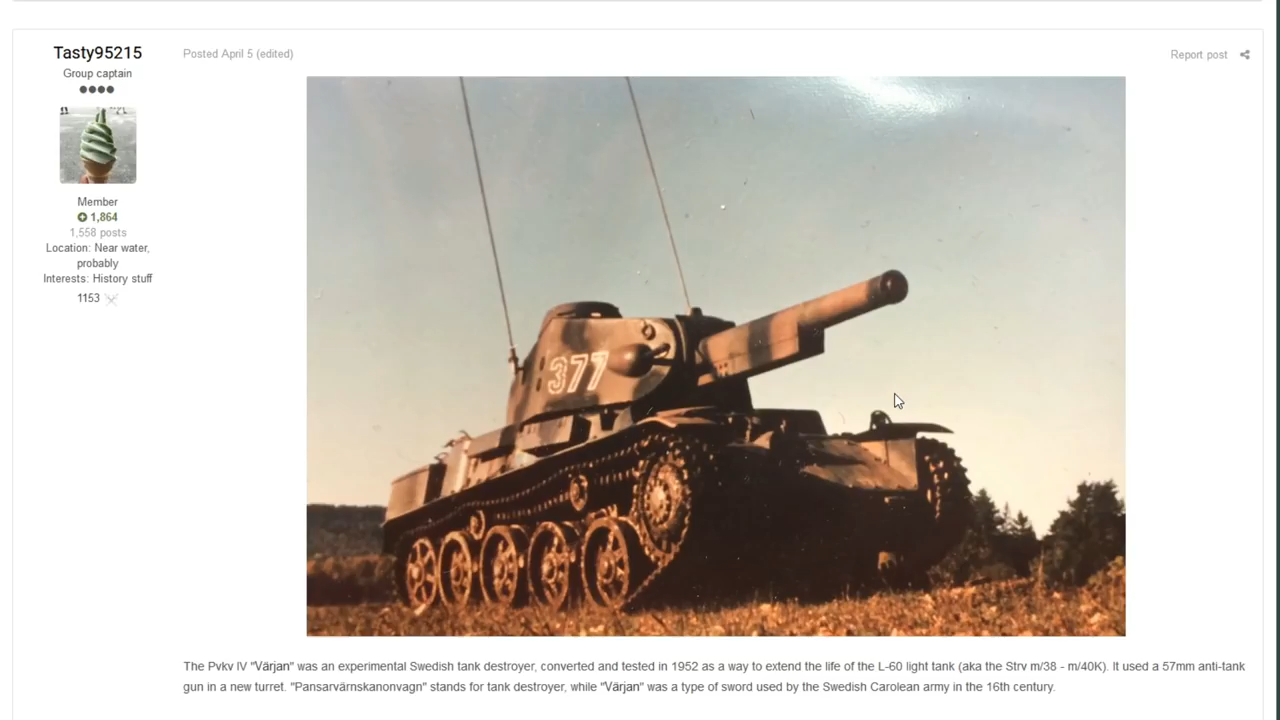 Tasty95215
Group captain
Member
1,864
1,558 posts
Location: Near water,
probably
Interests: History stuff
1153
Posted April 5 (edited)
Report post
377
The Pvkv IV "Värjan" was an experimental Swedish tank destroyer, converted and tested in 1952 as a way to extend the life of the L-60 light tank (aka the Strv m/38 - m/40K). It used a 57mm anti-tank
gun in a new turret. "Pansarvärnskanonvagn" stands for tank destroyer, while "Värjan" was a type of sword used by the Swedish Carolean army in the 16th century.